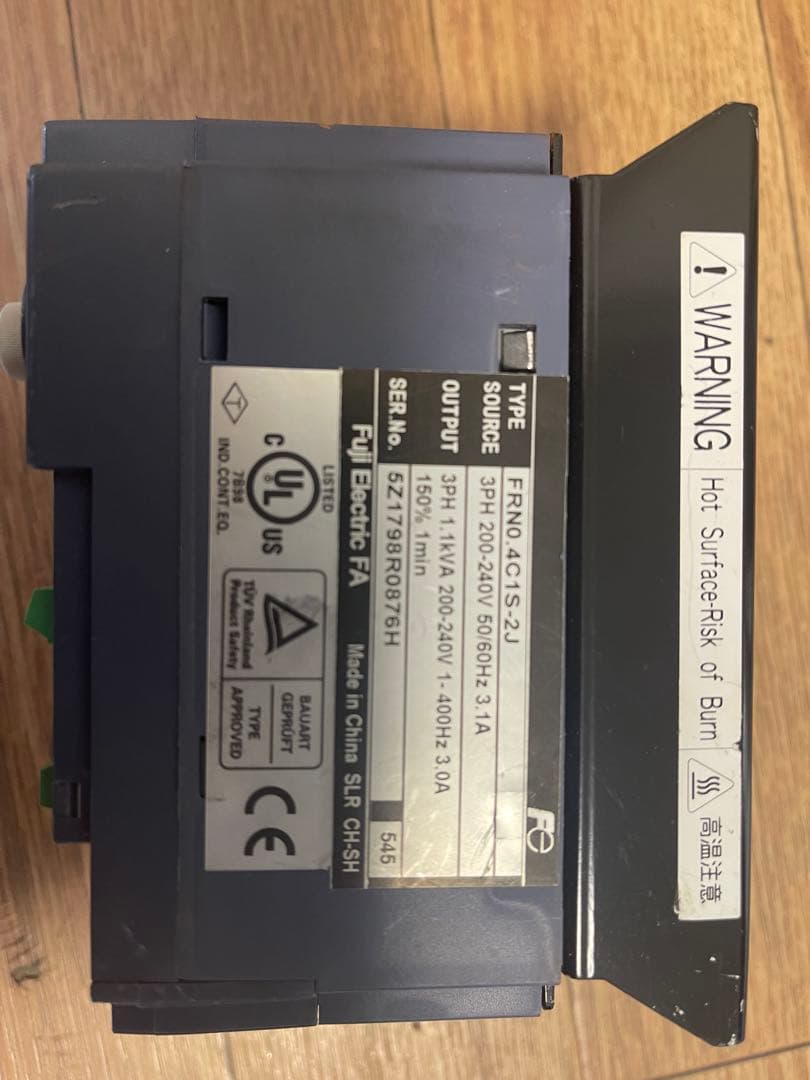 WARNING Hot Surface-Risk of Burn 高温注意
Fe
TYPE FRN0.4C1S-2J
SOURCE 3PH 200-240V 50/60Hz 3.1A
OUTPUT 3PH 1.1kVA 200-240V 1- 400Hz 3.0A
150% 1min
SER.No. 5Z1798R0876H 545
Fuji Electric FA Made in China SLR CH-SH
LISTED
C UL US
7B98
IND.CONT.EQ.
T
TÜV Rheinland
Product Safety
BAUART
GEPRÜFT
TYPE
APPROVED
CE